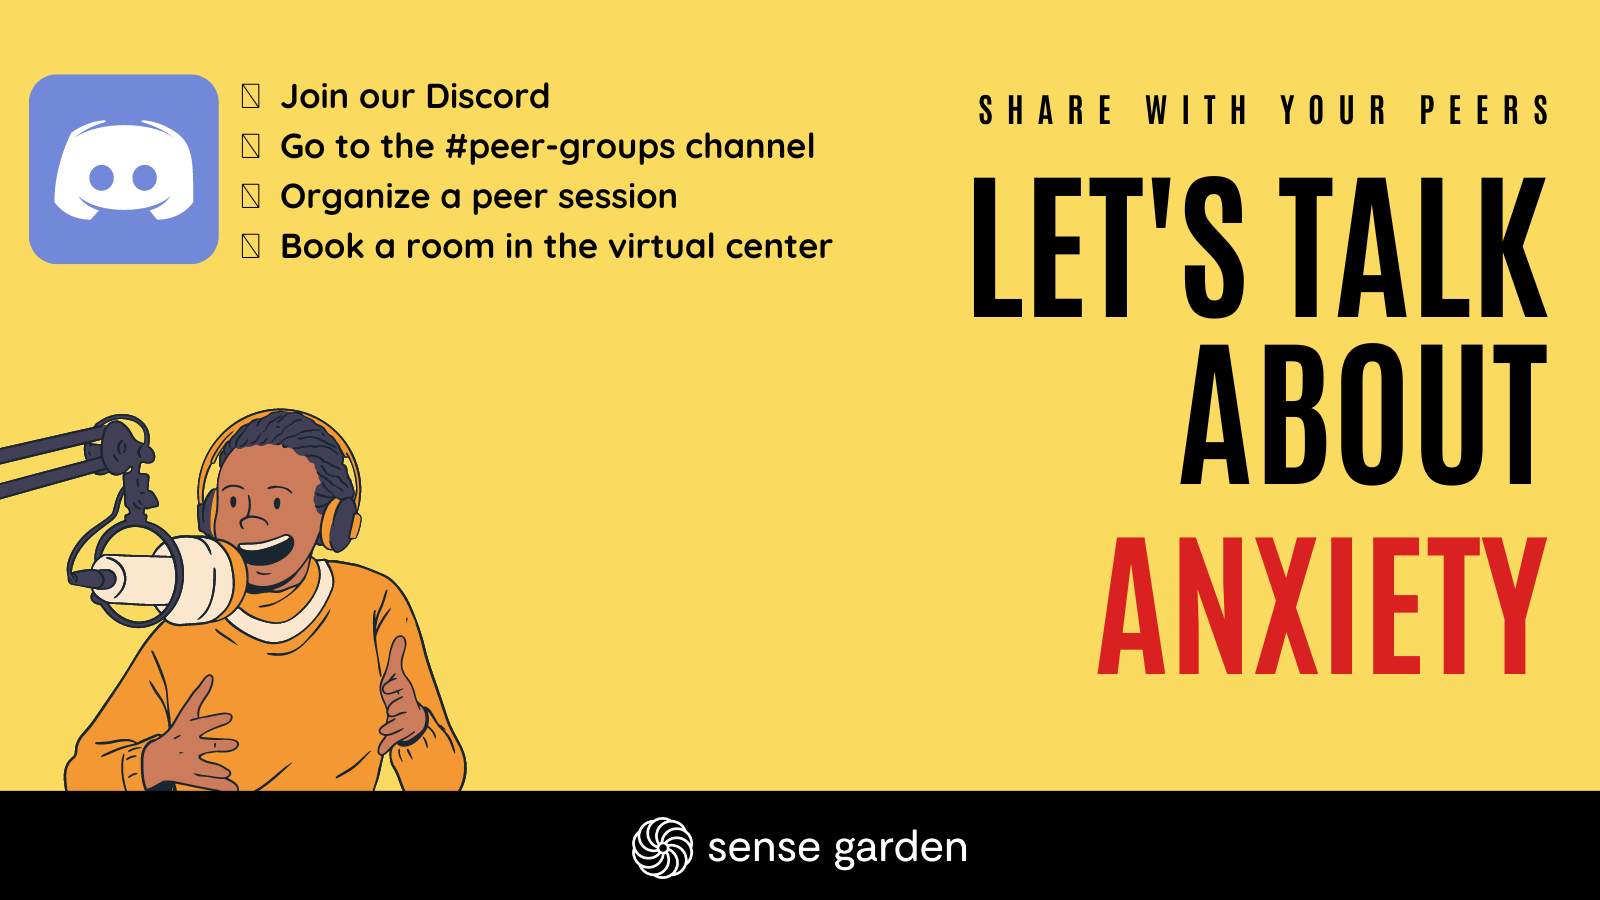 Join our Discord
Go to the #peer-groups channel
Organize a peer session
Book a room in the virtual center
SHARE WITH YOUR PEERS
LET'S TALK
ABOUT
ANXIETY
sense garden